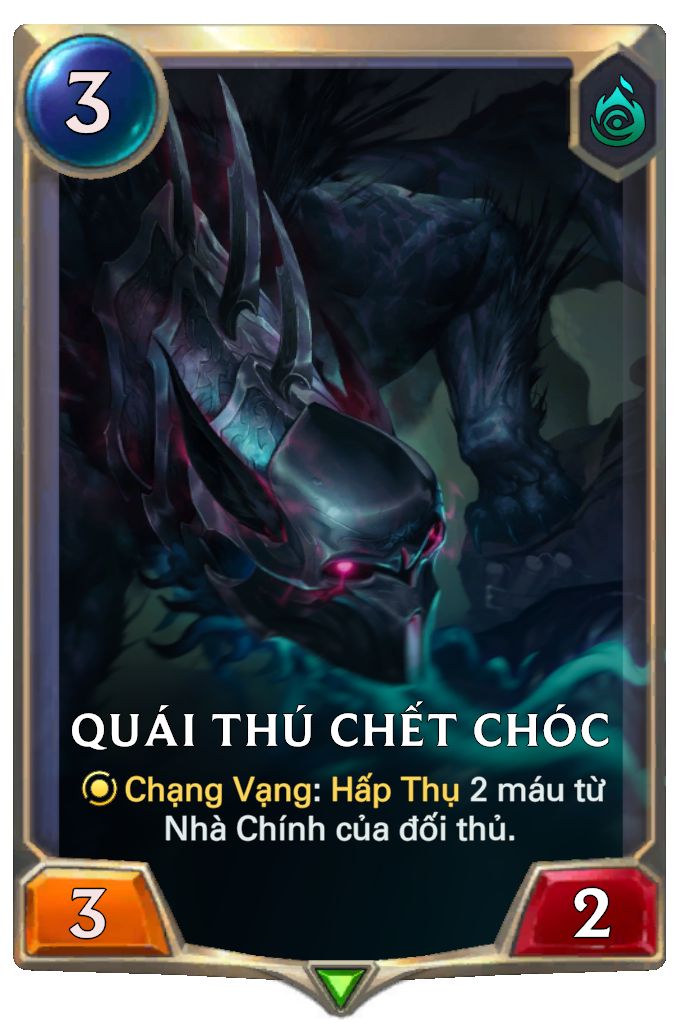 3
QUÁI THÚ CHẾT CHÓC
Chạng Vạng: Hấp Thụ 2 máu từ
Nhà Chính của đối thủ.
3
2